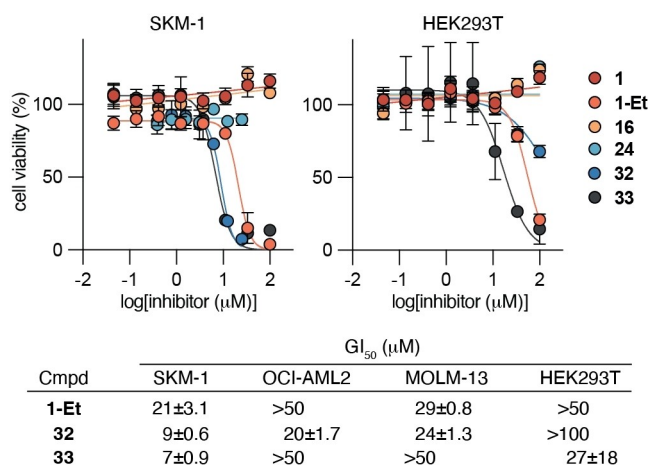 SKM-1
HEK293T
cell viability (%)
100
50
0
-2 -1 0 1 2
log[inhibitor (μM)]
100
50
0
-2 -1 0 1 2
log[inhibitor (μM)]
1
1-Et
16
24
32
33
GI50 (μM)
Cmpd SKM-1 OCI-AML2 MOLM-13 HEK293T
1-Et 21±3.1 >50 29±0.8 >50
32 9±0.6 20±1.7 24±1.3 >100
33 7±0.9 >50 >50 27±18